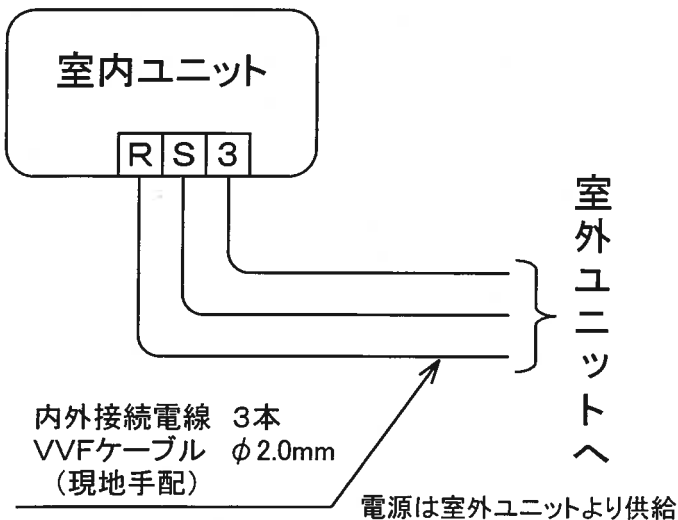 室内ユニット
R S 3
室外ユニットへ
内外接続電線 3本
VVFケーブル φ2.0mm
(現地手配)
電源は室外ユニットより供給